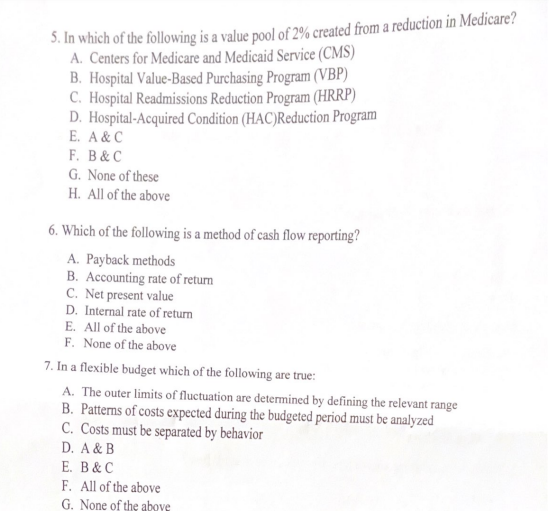 5. In which of the following is a value pool of 2% created from a reduction in Medicare?
A. Centers for Medicare and Medicaid Service (CMS)
B. Hospital Value-Based Purchasing Program (VBP)
C. Hospital Readmissions Reduction Program (HRRP)
D. Hospital-Acquired Condition (HAC)Reduction Program
E. A & C
F. B & C
G. None of these
H. All of the above
6. Which of the following is a method of cash flow reporting?
A. Payback methods
B. Accounting rate of return
C. Net present value
D. Internal rate of return
E. All of the above
F. None of the above
7. In a flexible budget which of the following are true:
A. The outer limits of fluctuation are determined by defining the relevant range
B. Patterns of costs expected during the budgeted period must be analyzed
C. Costs must be separated by behavior
D. A & B
E. B & C
F. All of the above
G. None of the above